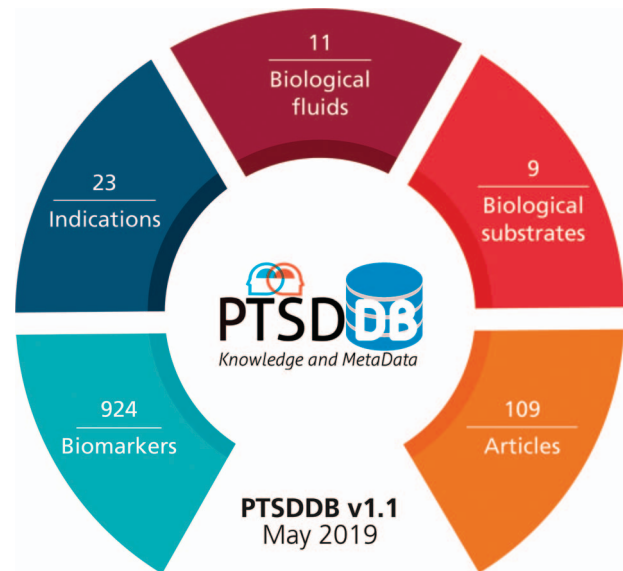 11
Biological
fluids
23
Indications
9
Biological
substrates
PTSD DB
Knowledge and MetaData
924
Biomarkers
109
Articles
PTSDDB v1.1
May 2019